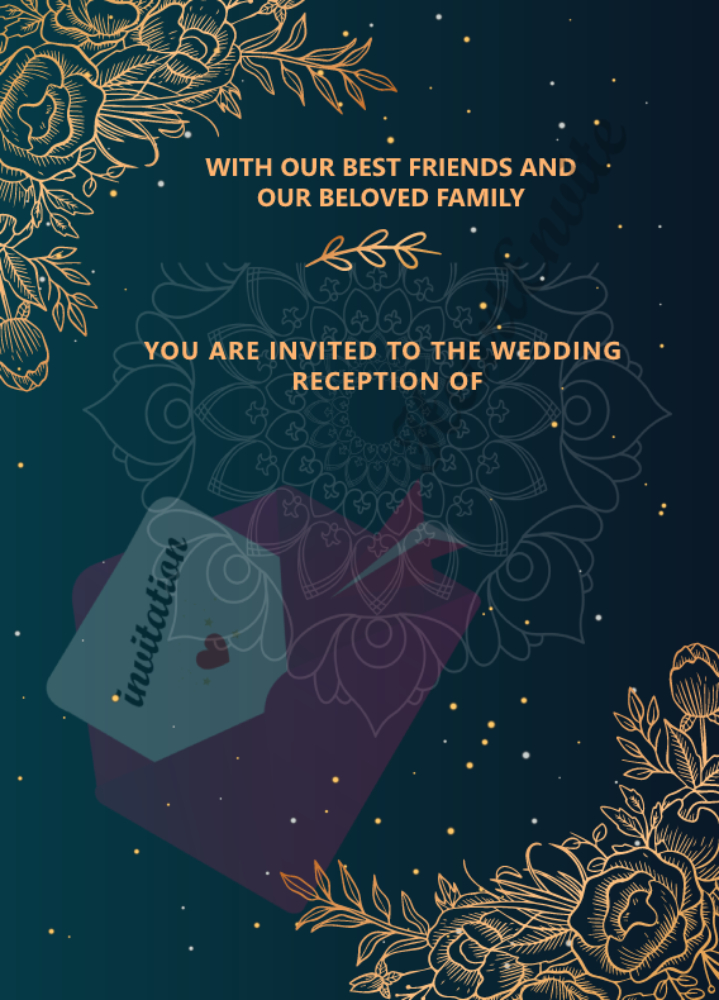 WITH OUR BEST FRIENDS AND
OUR BELOVED FAMILY
YOU ARE INVITED TO THE WEDDING
RECEPTION OF
invitation